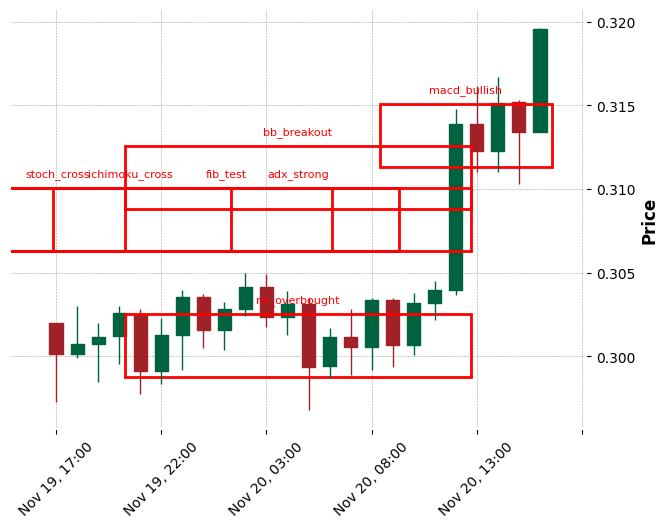 0.320
macd_bullish
0.315
bb_breakout
stoch_cross ichimoku_cross fib_test adx_strong
0.310
Price
0.305
rsi_overbought
0.300
Nov 19, 17:00 Nov 19, 22:00 Nov 20, 03:00 Nov 20, 08:00 Nov 20, 13:00